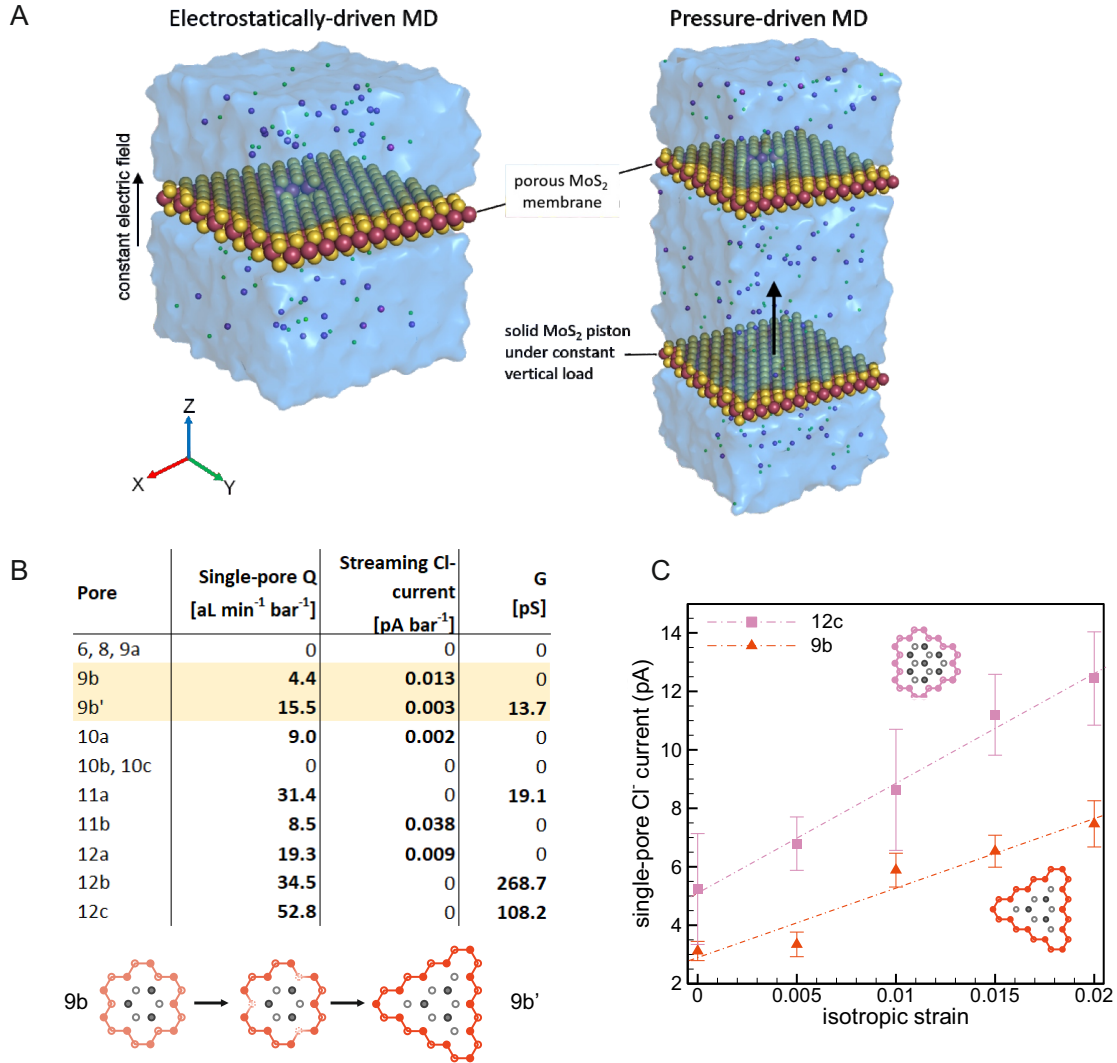 A
Electrostatically-driven MD
Pressure-driven MD
constant electric field
porous MoS₂
membrane
solid MoS₂ piston
under constant
vertical load
Z
X
Y
B
Pore
Single-pore Q
[aL min⁻¹ bar⁻¹]
Streaming Cl-
current
[pA bar⁻¹]
G
[pS]
6, 8, 9a 0 0 0
9b 4.4 0.013 0
9b' 15.5 0.003 13.7
10a 9.0 0.002 0
10b, 10c 0 0 0
11a 31.4 0 19.1
11b 8.5 0.038 0
12a 19.3 0.009 0
12b 34.5 0 268.7
12c 52.8 0 108.2
9b
9b'
C
12c
9b
single-pore Cl⁻ current (pA)
14
12
10
8
6
4
2
0 0.005 0.01 0.015 0.02
isotropic strain